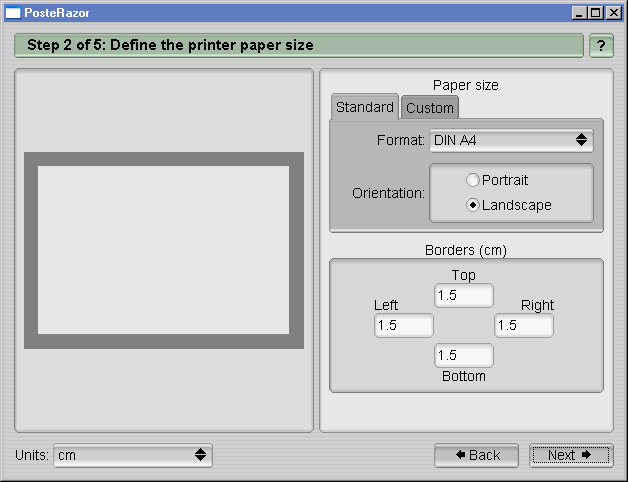 PosteRazor
Step 2 of 5: Define the printer paper size
?
Paper size
Standard Custom
Format: DIN A4
Orientation:
Portrait
Landscape
Borders (cm)
Top
1.5
Left Right
1.5 1.5
1.5
Bottom
Units: cm
Back Next